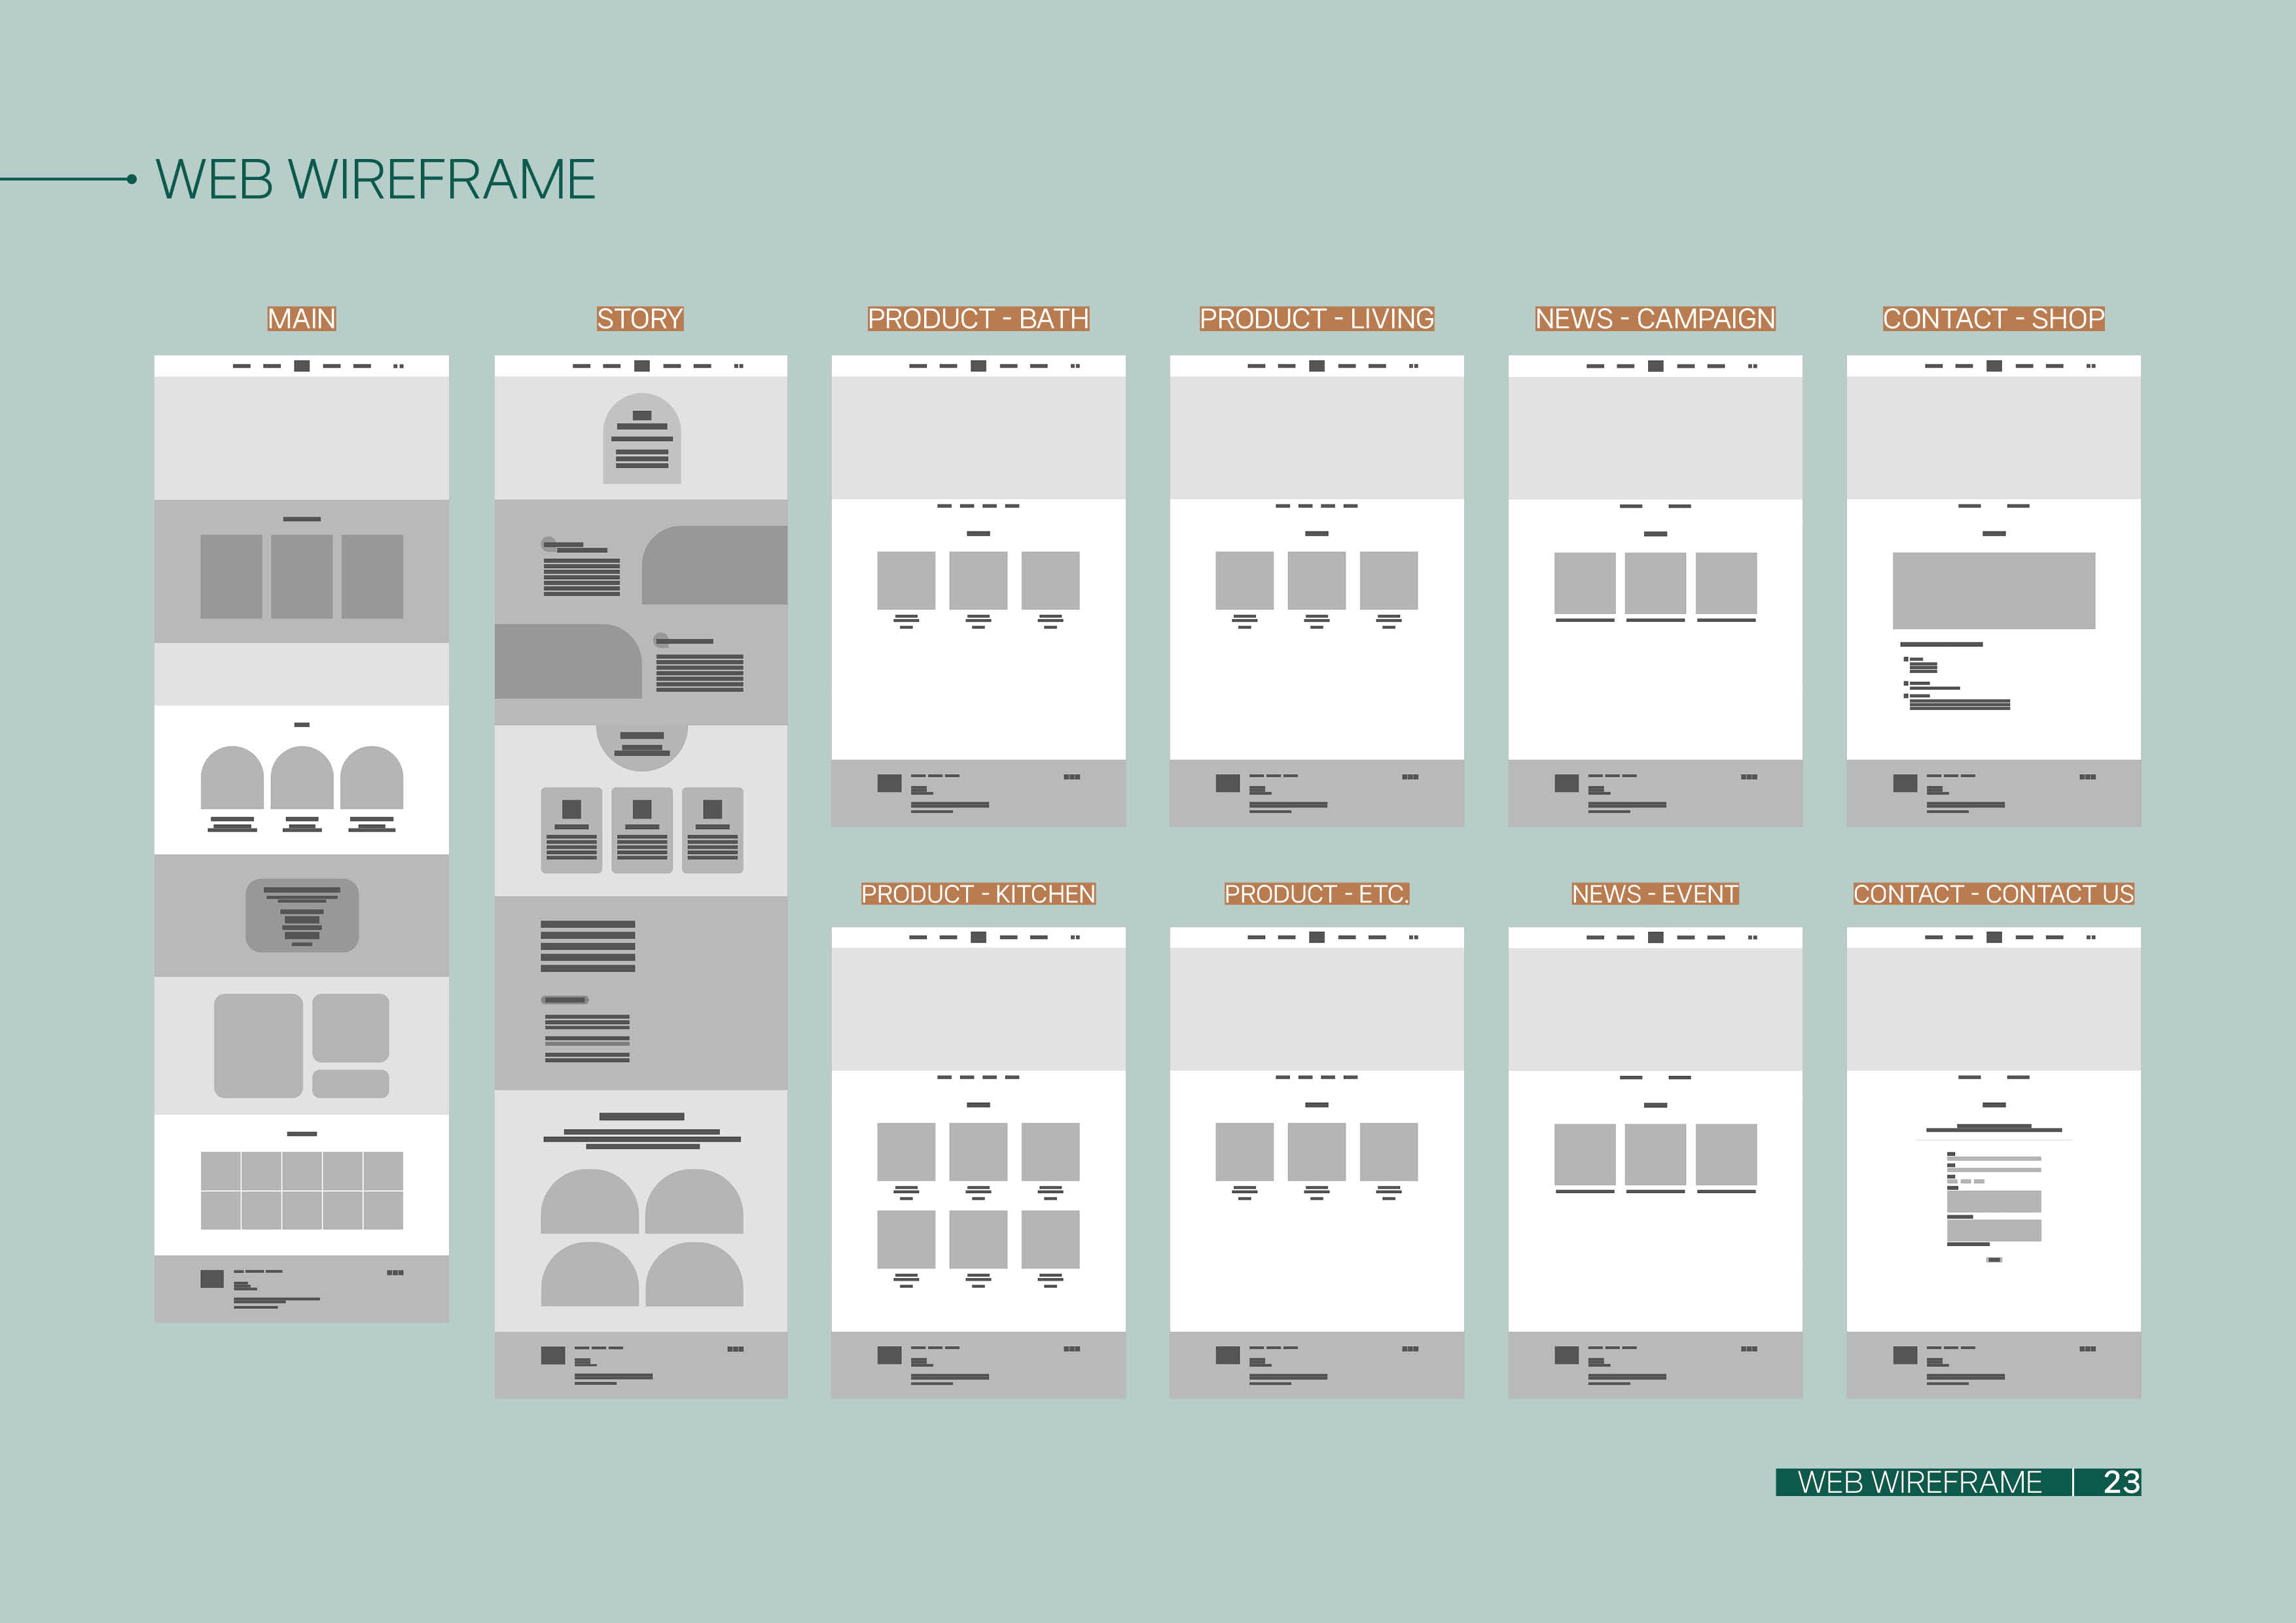 WEB WIREFRAME
MAIN
STORY
PRODUCT - BATH
PRODUCT - LIVING
NEWS - CAMPAIGN
CONTACT - SHOP
PRODUCT - KITCHEN
PRODUCT - ETC.
NEWS - EVENT
CONTACT - CONTACT US
WEB WIREFRAME 23